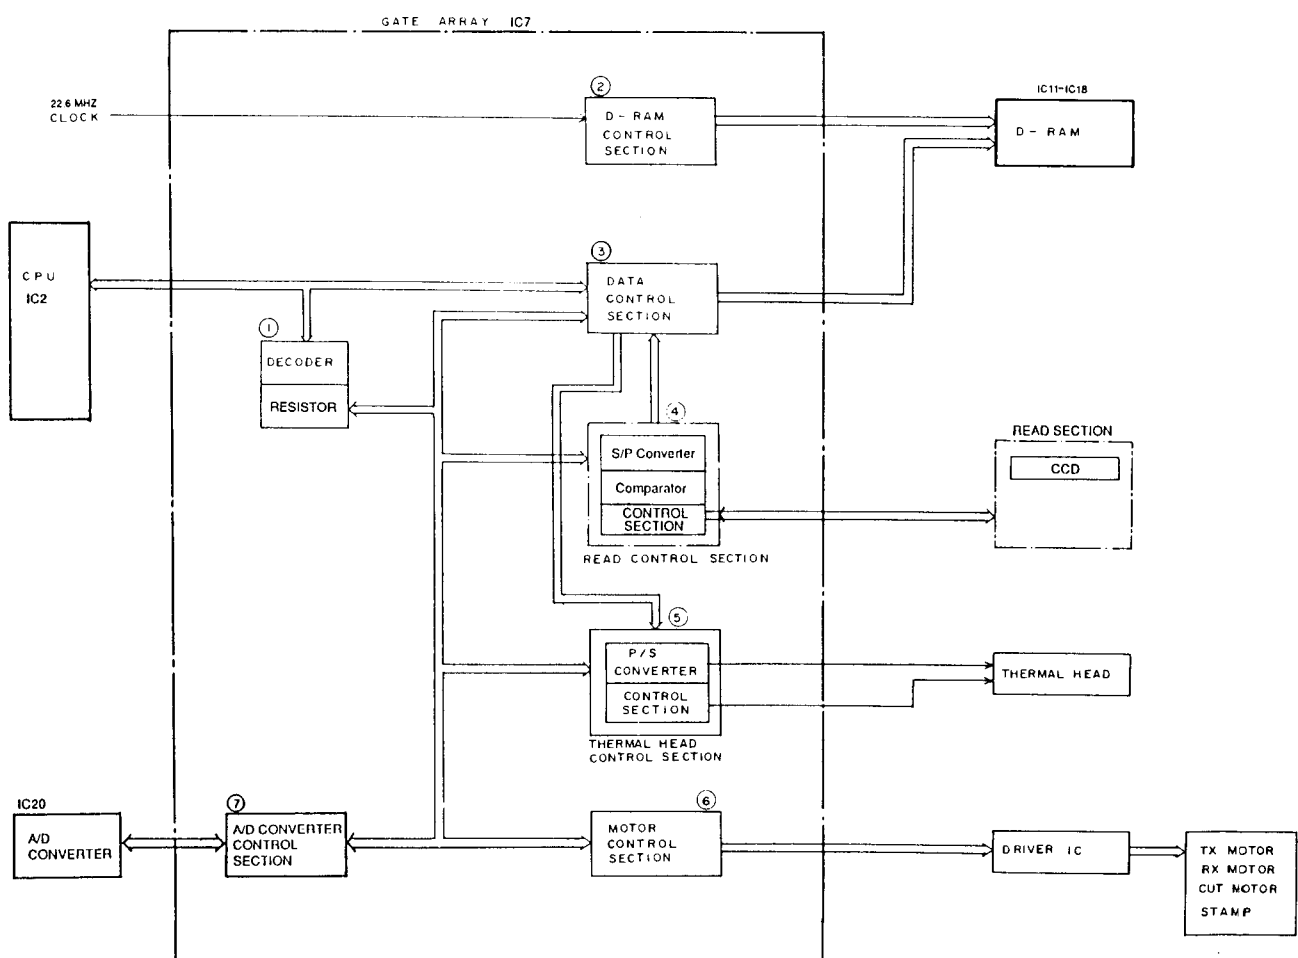 GATE ARRAY IC7
22.6 MHZ
CLOCK
2
D-RAM
CONTROL
SECTION
IC11-IC18
D-RAM
CPU
IC2
3
DATA
CONTROL
SECTION
1
DECODER
RESISTOR
4
S/P Converter
Comparator
CONTROL
SECTION
READ CONTROL SECTION
READ SECTION
CCD
5
P/S
CONVERTER
CONTROL
SECTION
THERMAL HEAD
CONTROL SECTION
THERMAL HEAD
IC20
A/D
CONVERTER
7
A/D CONVERTER
CONTROL
SECTION
6
MOTOR
CONTROL
SECTION
DRIVER IC
TX MOTOR
RX MOTOR
CUT MOTOR
STAMP